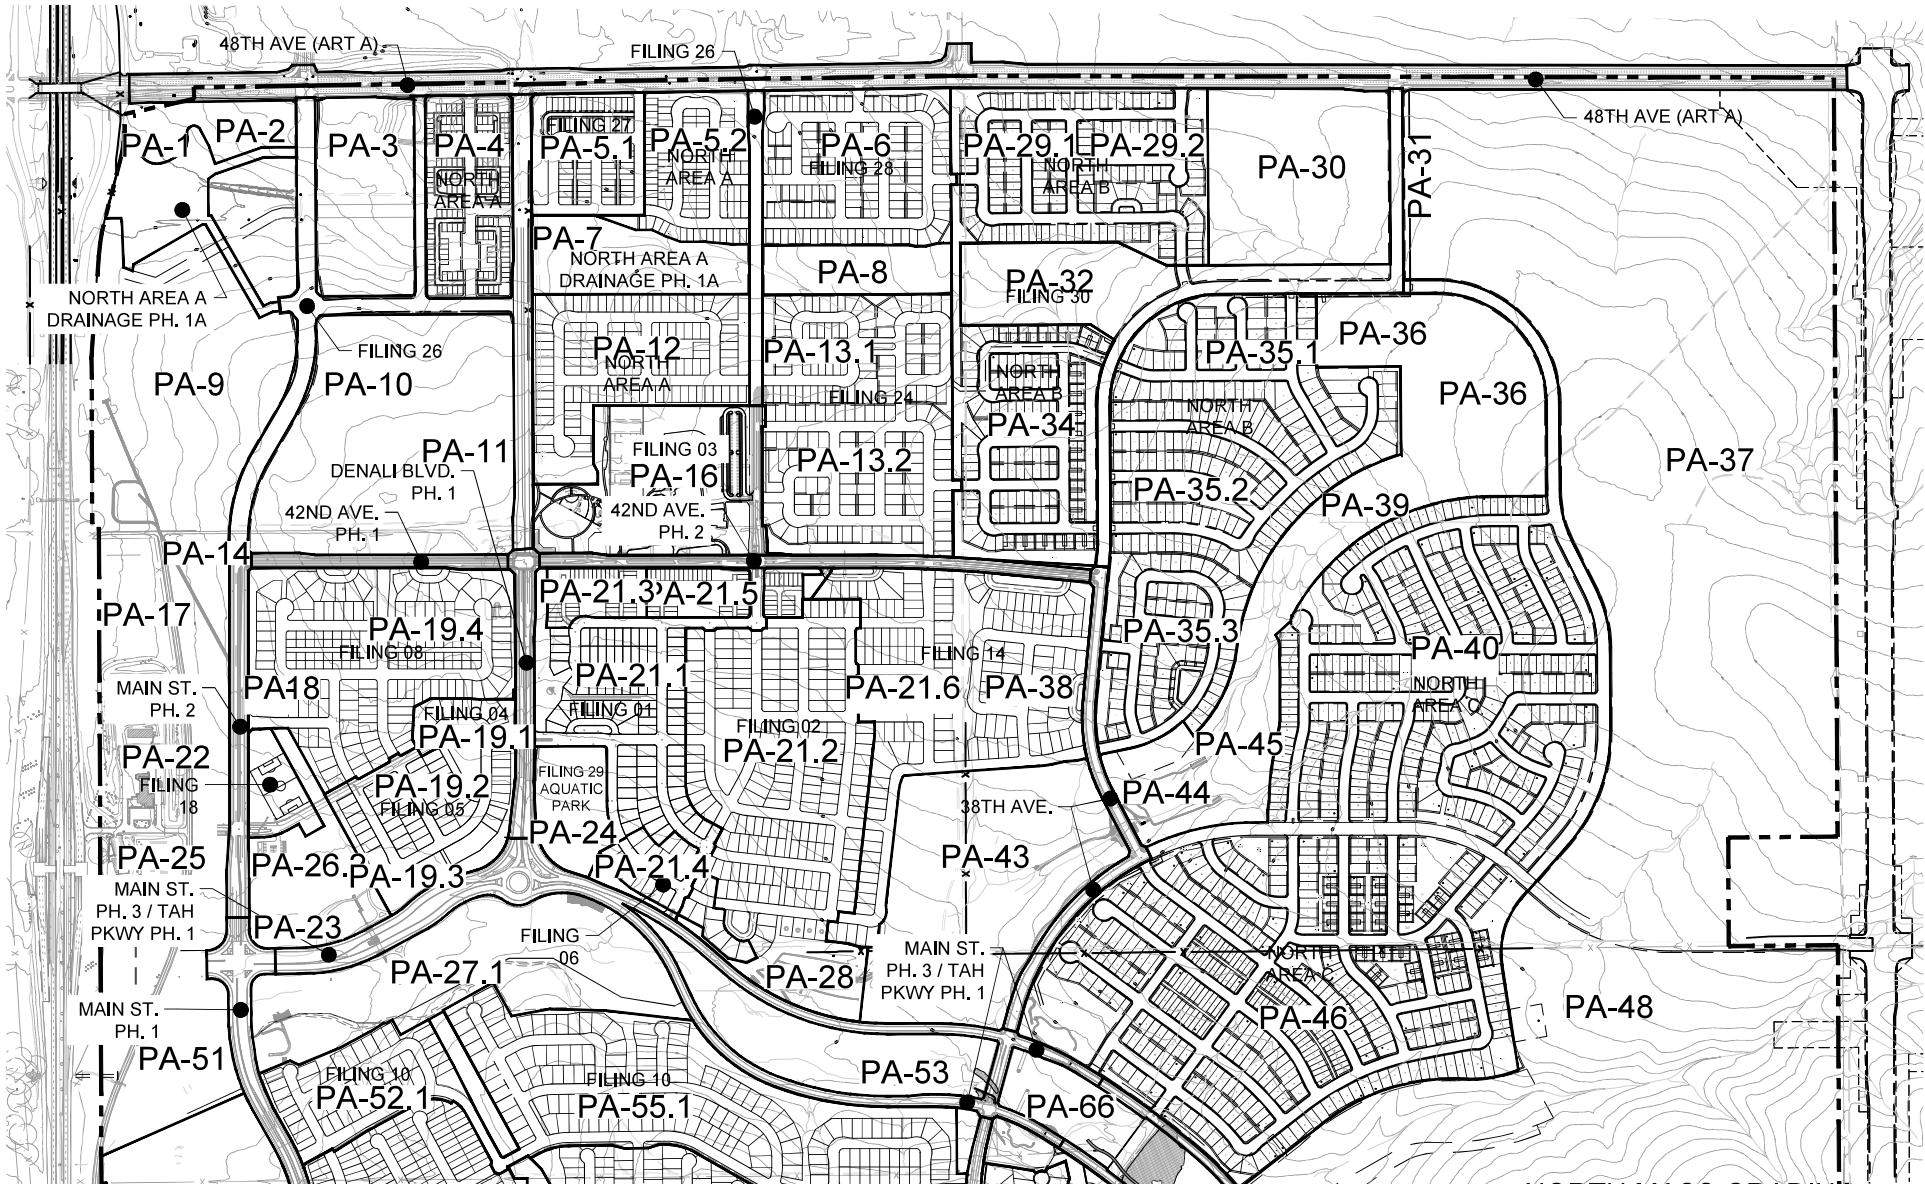 48TH AVE (ART A)
FILING 26
48TH AVE (ART A)
PA-1
PA-2
PA-3
PA-4
NORTH
AREA A
FILING 27
PA-5.1
PA-5.2
NORTH
AREA A
PA-6
FILING 28
PA-29.1
PA-29.2
NORTH
AREA B
PA-30
PA-31
PA-7
NORTH AREA A
DRAINAGE PH. 1A
PA-8
PA-32
FILING 30
NORTH AREA A
DRAINAGE PH. 1A
FILING 26
PA-9
PA-10
PA-12
NORTH
AREA A
PA-13.1
FILING 24
NORTH
AREA B
PA-34
PA-35.1
PA-36
PA-36
NORTH
AREA B
PA-37
PA-11
DENALI BLVD.
PH. 1
42ND AVE.
PH. 1
FILING 03
PA-16
42ND AVE.
PH. 2
PA-13.2
PA-35.2
PA-39
PA-14
PA-17
PA-19.4
FILING 08
PA-21.3
PA-21.5
PA-35.3
PA-40
NORTH
AREA C
PA18
MAIN ST.
PH. 2
FILING 04
PA-19.1
PA-21.1
FILING 01
FILING 02
PA-21.2
FILING 14
PA-21.6
PA-38
PA-45
PA-22
FILING
18
PA-19.2
FILING 05
FILING 29
AQUATIC
PARK
PA-24
38TH AVE.
PA-44
PA-25
PA-26.2
PA-19.3
PA-21.4
PA-43
MAIN ST.
PH. 3 / TAH
PKWY PH. 1
PA-23
FILING
06
PA-27.1
PA-28
MAIN ST.
PH. 3 / TAH
PKWY PH. 1
NORTH
AREA C
PA-46
PA-48
MAIN ST.
PH. 1
PA-51
FILING 10
PA-52.1
FILING 10
PA-55.1
PA-53
PA-66